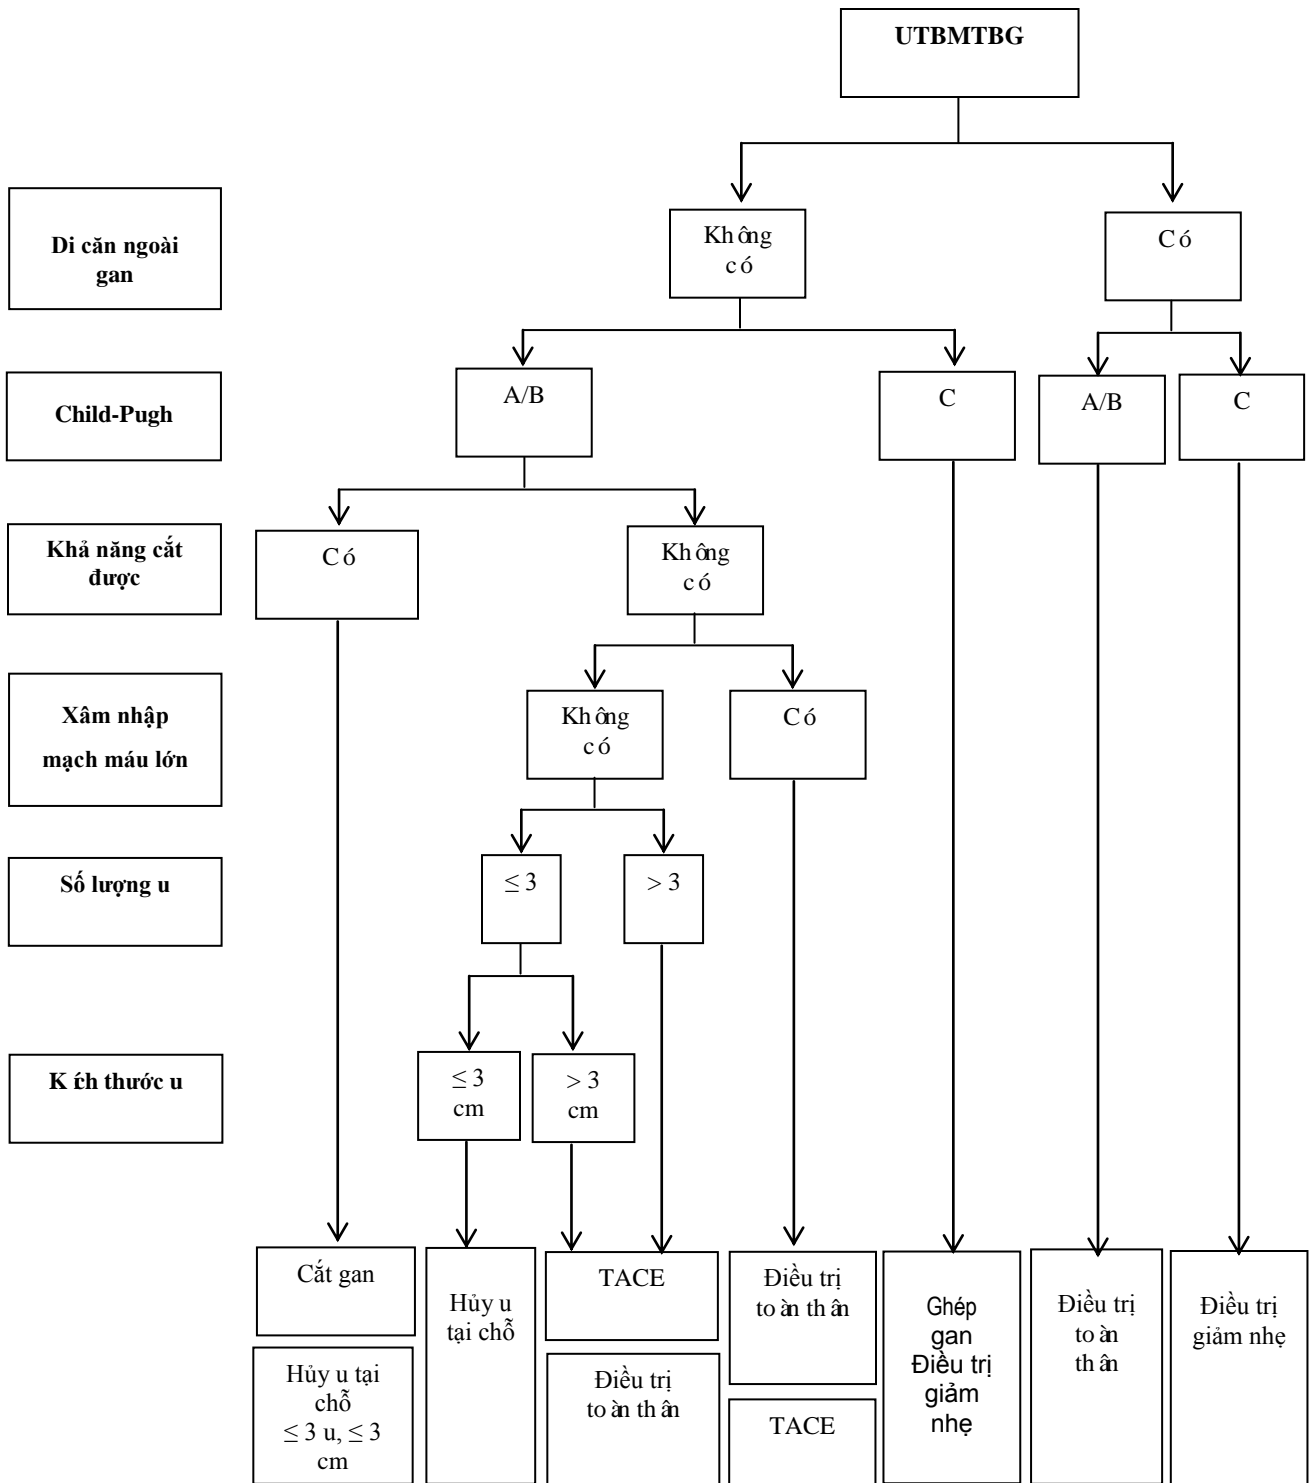 UTBMTBG
Di căn ngoài
gan
Không
có
Có
Child-Pugh
A/B
C
A/B
C
Khả năng cắt
được
Có
Không
có
Xâm nhập
mạch máu lớn
Không
có
Có
Số lượng u
≤ 3
> 3
Kích thước u
≤ 3
cm
> 3
cm
Cắt gan
Hủy u tại
chỗ
≤ 3 u, ≤ 3
cm
Hủy u
tại chỗ
TACE
Điều trị
toàn thân
Điều trị
toàn thân
TACE
Ghép
gan
Điều trị
giảm
nhẹ
Điều trị
toàn
thân
Điều trị
giảm nhẹ